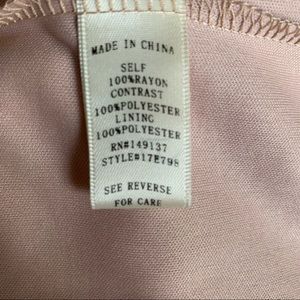 MADE IN CHINA
SELF
100%RAYON
CONTRAST
100%POLYESTER
LINING
100%POLYESTER
RN#149137
STYLE#17E798
SEE REVERSE
FOR CARE